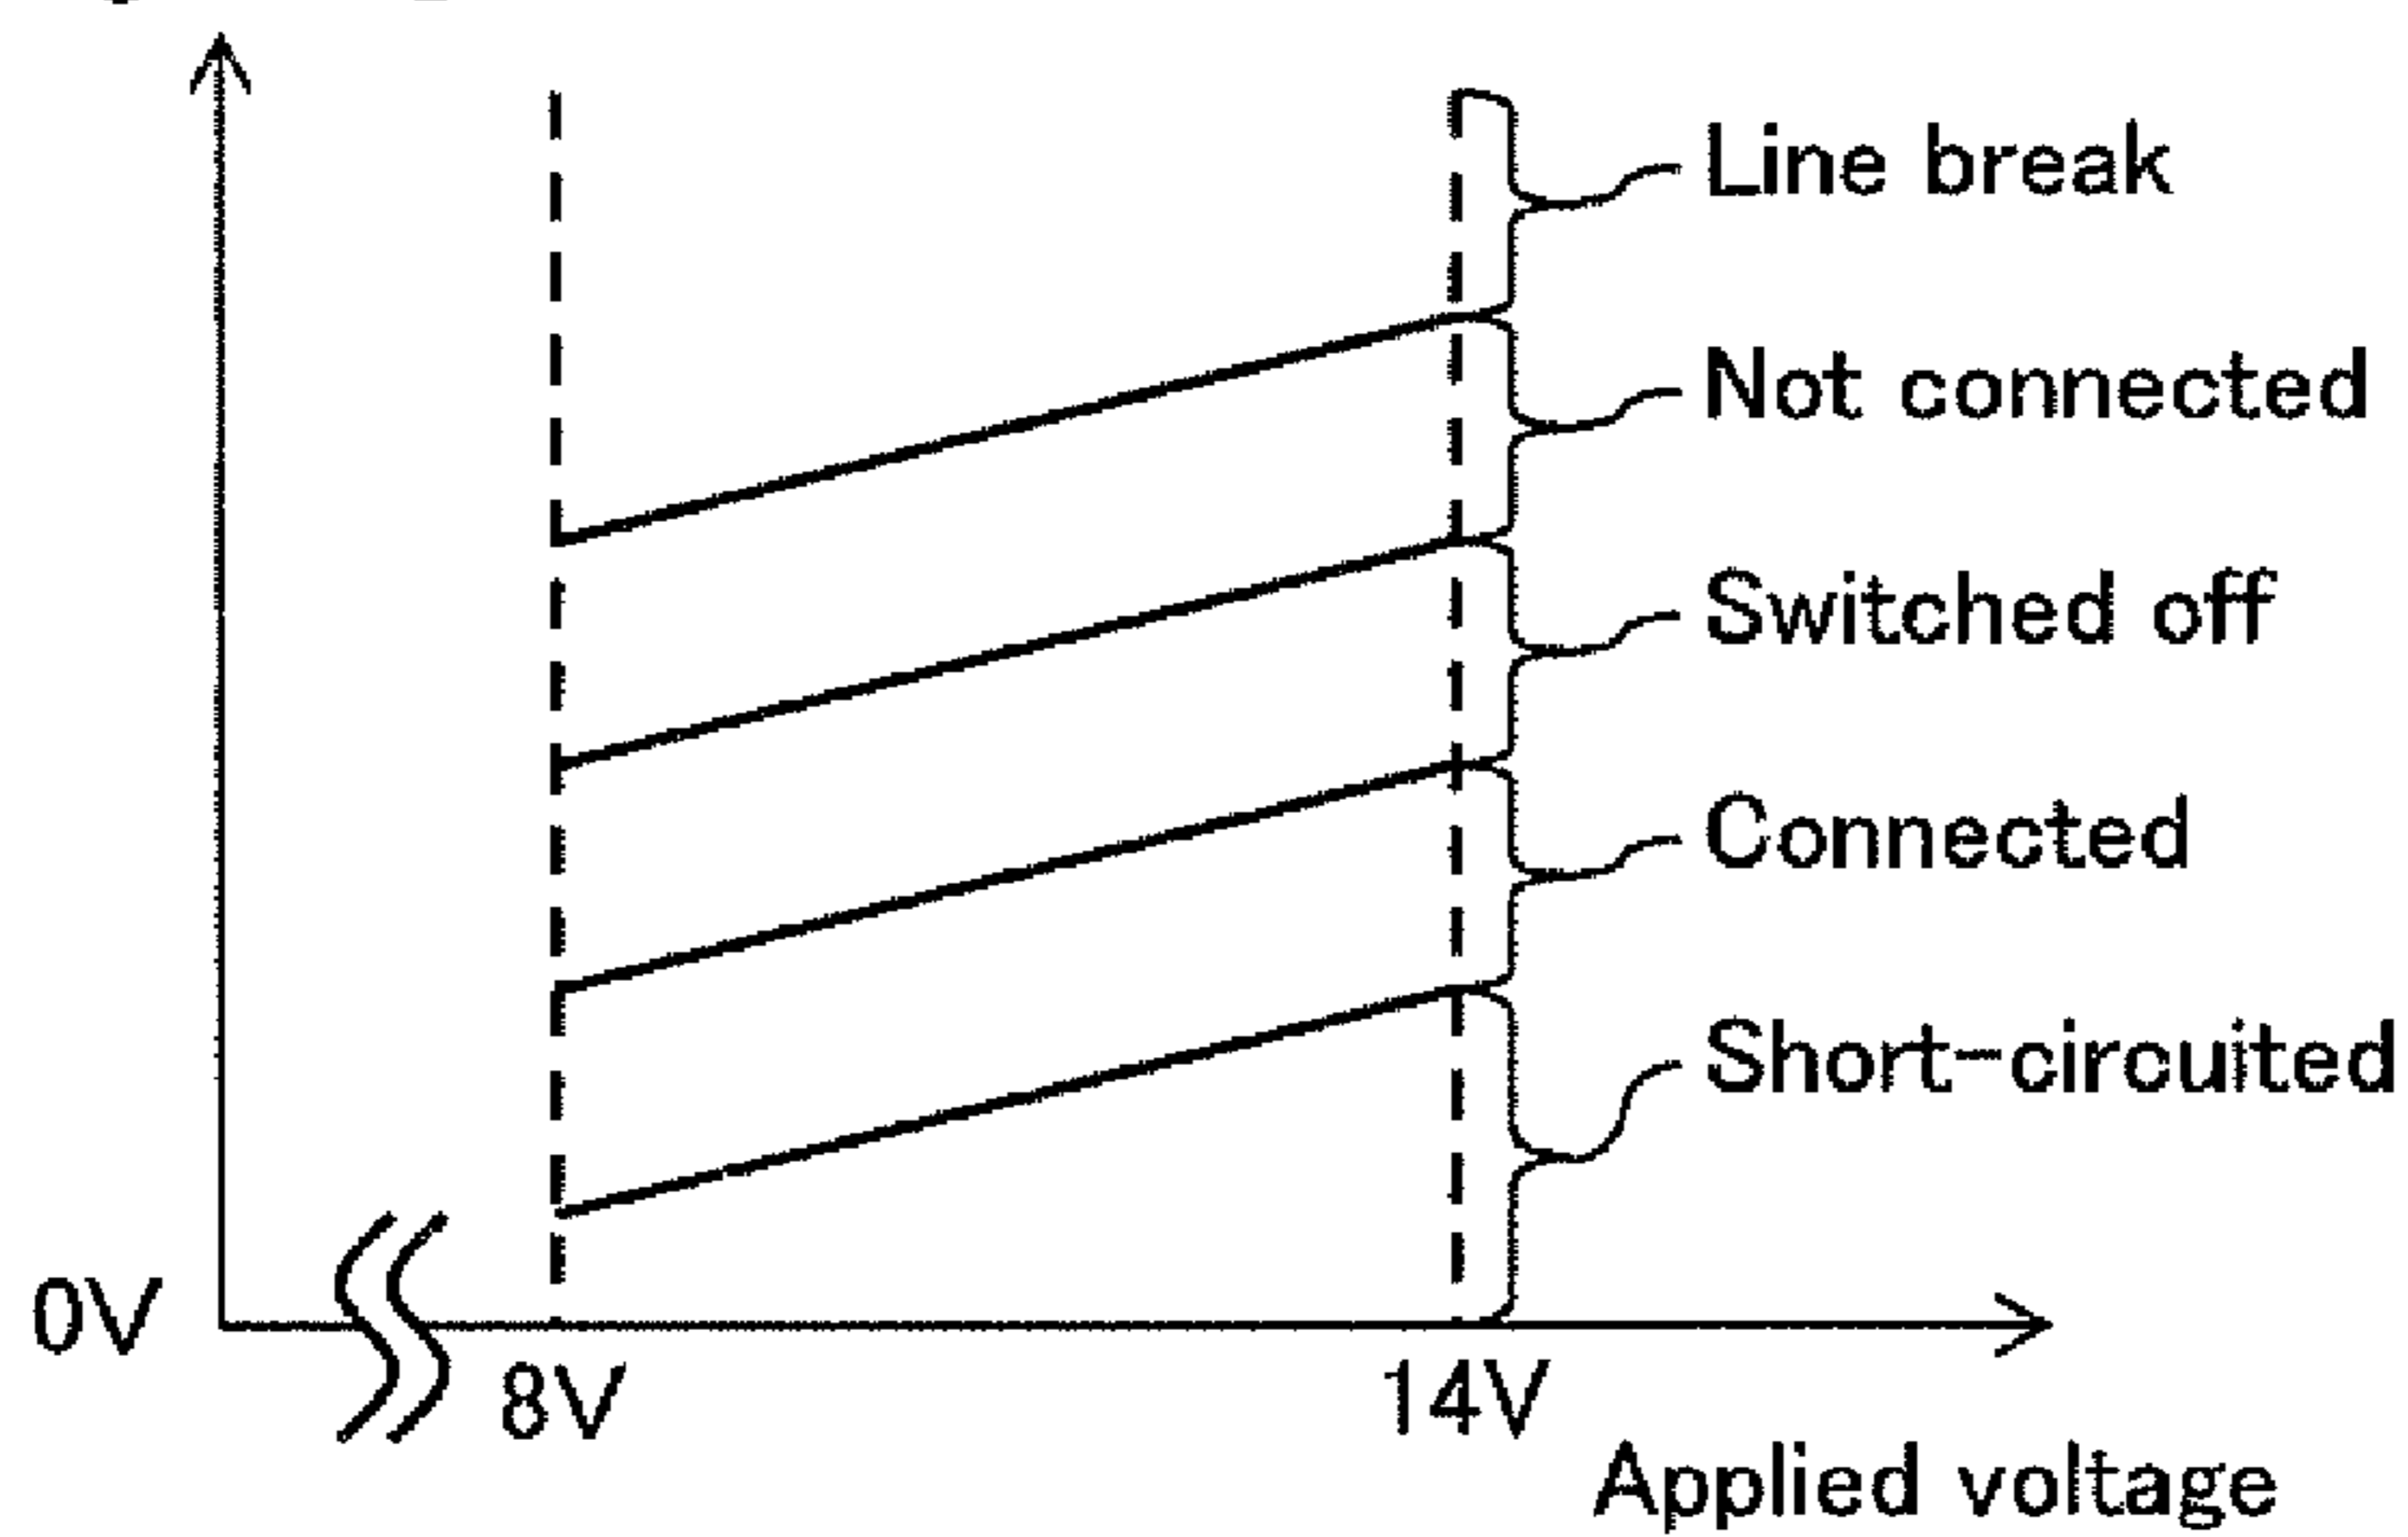 Line break
Not connected
Switched off
Connected
Short-circuited
0V
8V
14V
Applied voltage